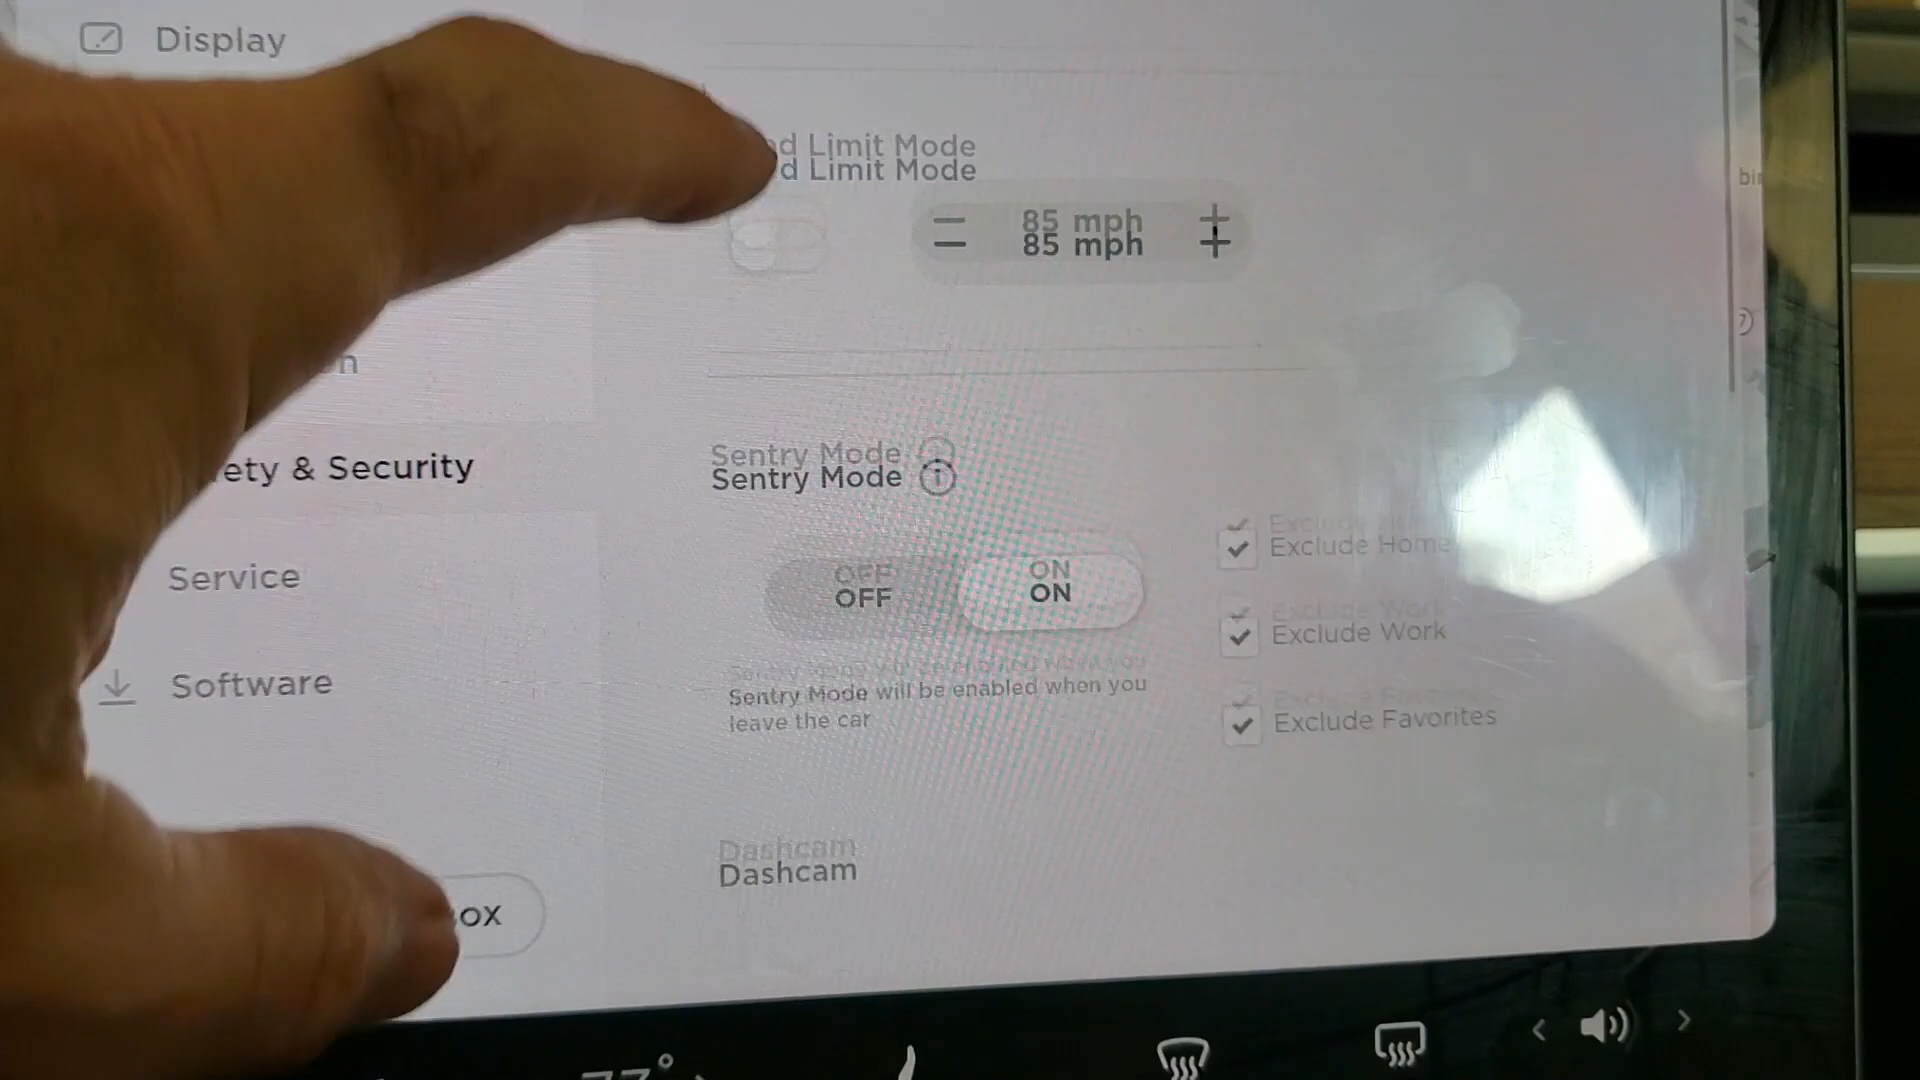 Display
d Limit Mode
85 mph
n
Sentry Mode
ety & Security
OFF
ON
Exclude Home
Service
Exclude Work
Software
Sentry Mode will be enabled when you
leave the car
Exclude Favorites
Dashcam
OX